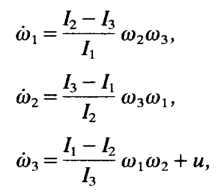 ω̇₁ = (I₂ − I₃)/I₁ ω₂ω₃,
ω̇₂ = (I₃ − I₁)/I₂ ω₃ω₁,
ω̇₃ = (I₁ − I₂)/I₃ ω₁ω₂ + u,